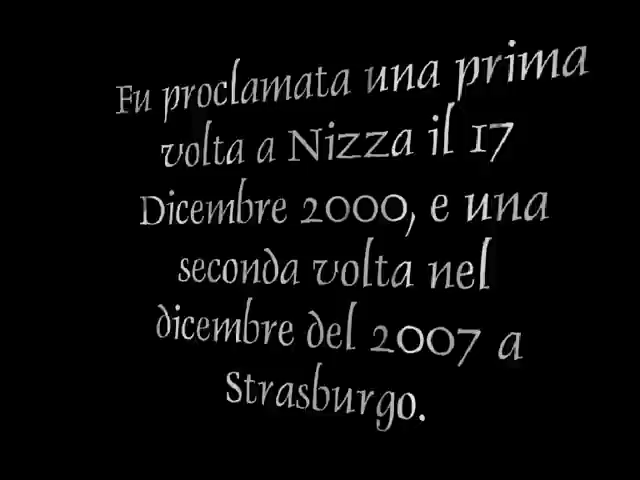 Fu proclamata una prima
volta a Nizza il 17
Dicembre 2000, e una
seconda volta nel
dicembre del 2007 a
Strasburgo.